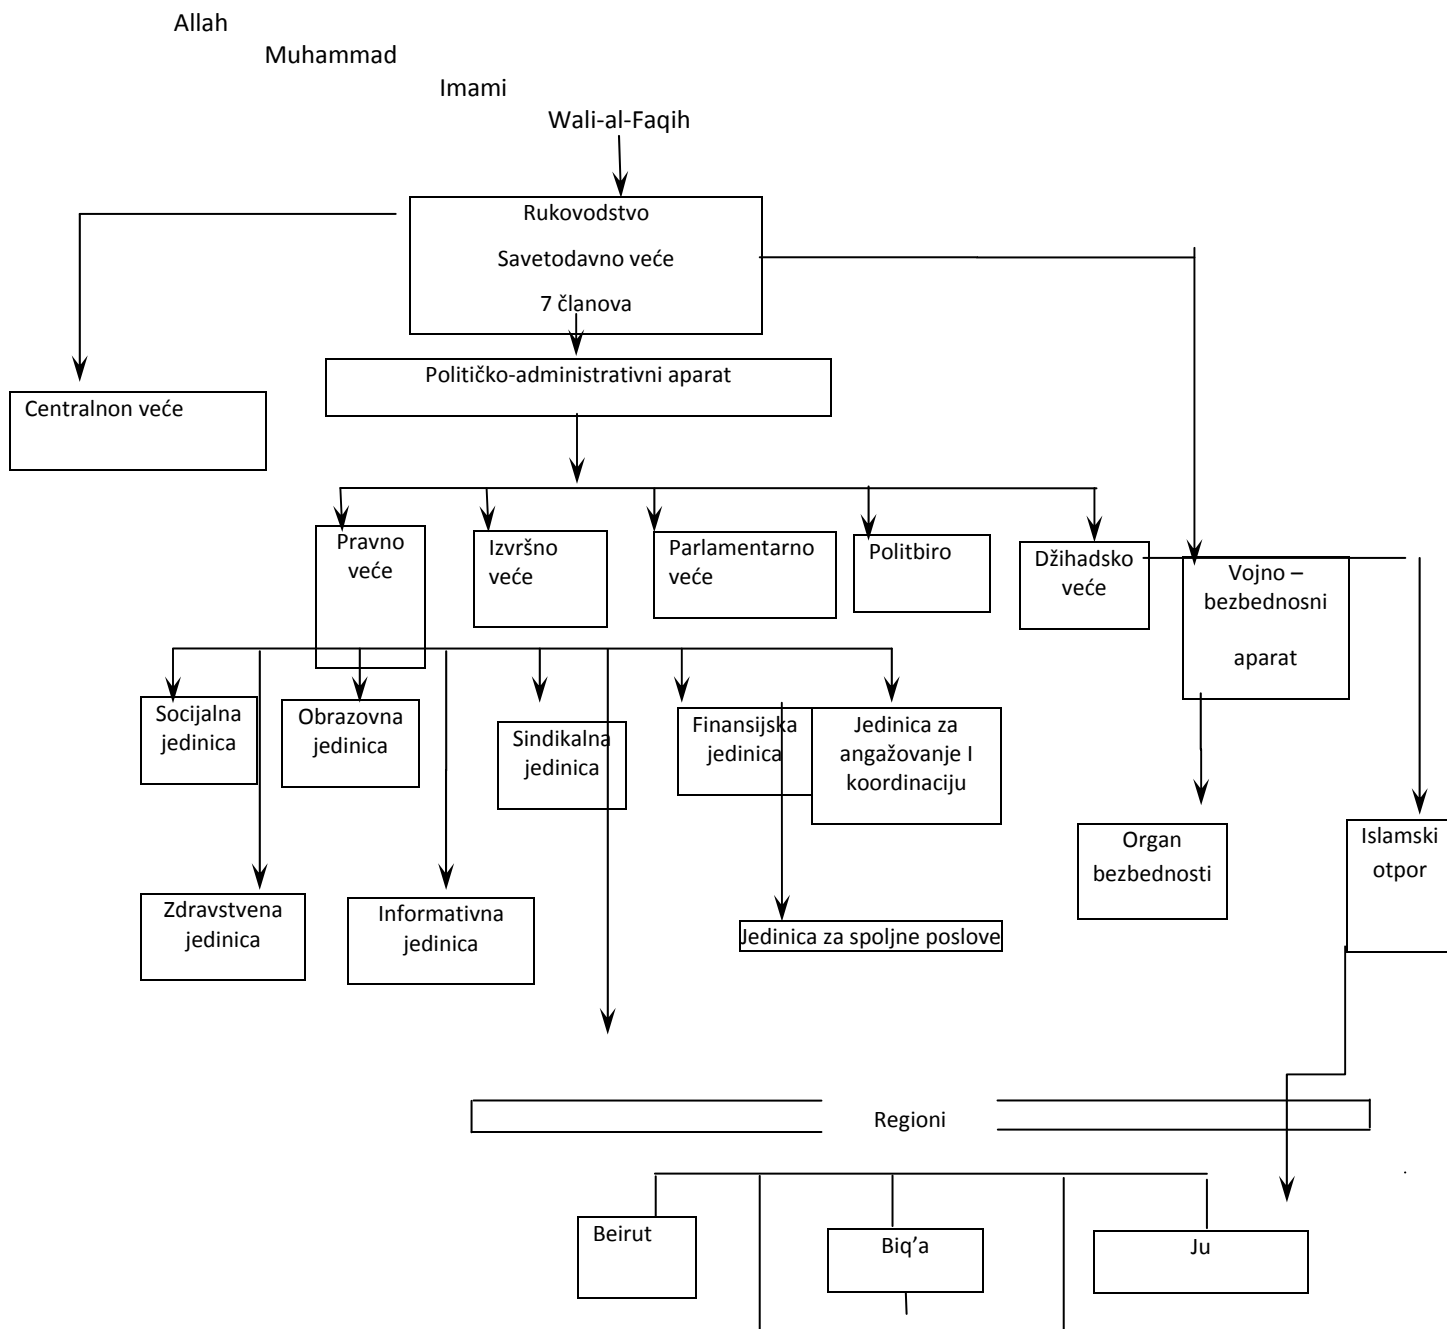 Allah
Muhammad
Imami
Wali-al-Faqih
Rukovodstvo
Savetodavno veće
7 članova
Političko-administrativni aparat
Centralnon veće
Pravno
veće
Izvršno
veće
Parlamentarno
veće
Politbiro
Džihadsko
veće
Vojno –
bezbednosni
aparat
Socijalna
jedinica
Obrazovna
jedinica
Sindikalna
jedinica
Finansijska
jedinica
Jedinica za
angažovanje I
koordinaciju
Organ
bezbednosti
Islamski
otpor
Zdravstvena
jedinica
Informativna
jedinica
Jedinica za spoljne poslove
Regioni
Beirut
Biq’a
Ju